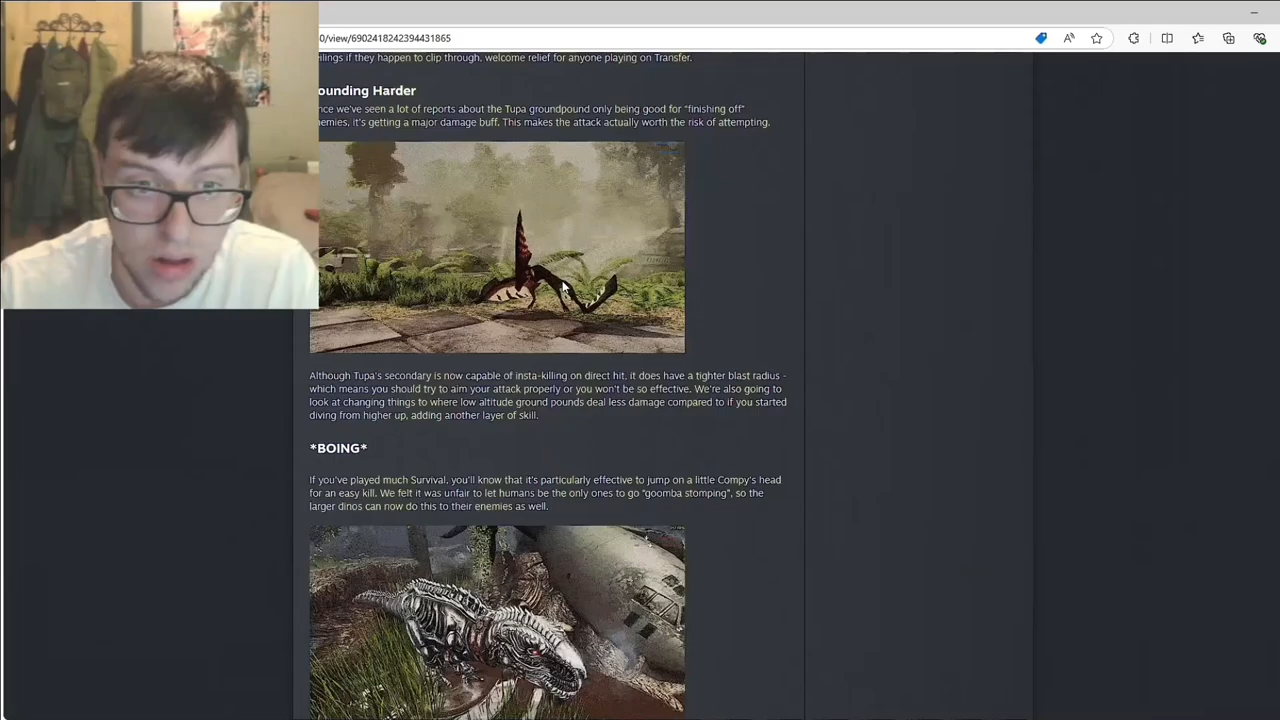 0/view/6902418242394431865
eilings if they happen to clip through, welcome relief for anyone playing on Transfer.
ounding Harder
nce we've seen a lot of reports about the Tupa groundpound only being good for "finishing off"
nemies, it's getting a major damage buff. This makes the attack actually worth the risk of attempting.
Although Tupa's secondary is now capable of insta-killing on direct hit, it does have a tighter blast radius -
which means you should try to aim your attack properly or you won't be so effective. We're also going to
look at changing things to where low altitude ground pounds deal less damage compared to if you started
diving from higher up, adding another layer of skill.
*BOING*
If you've played much Survival, you'll know that it's particularly effective to jump on a little Compy's head
for an easy kill. We felt it was unfair to let humans be the only ones to go "goomba stomping", so the
larger dinos can now do this to their enemies as well.